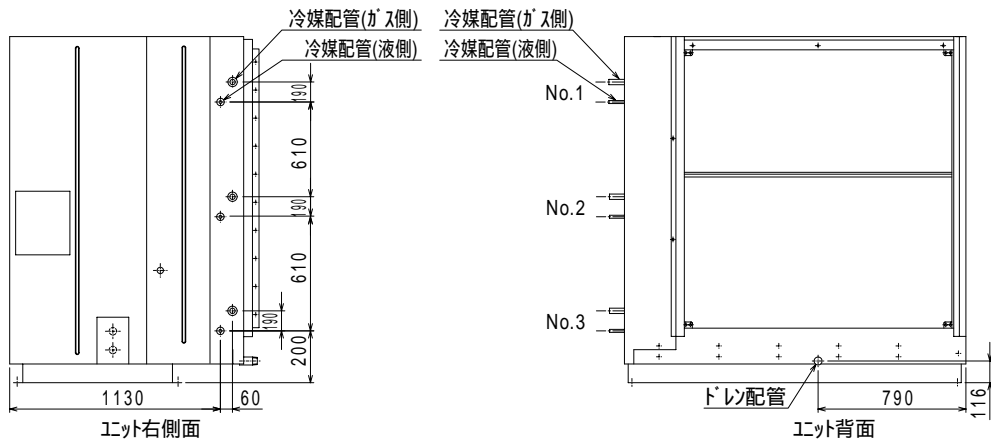 冷媒配管(ガス側)
冷媒配管(液側)
190
610
190
610
190
200
1130
60
ユニット右側面
冷媒配管(ガス側)
冷媒配管(液側)
No.1
No.2
No.3
ドレン配管
790
116
ユニット背面